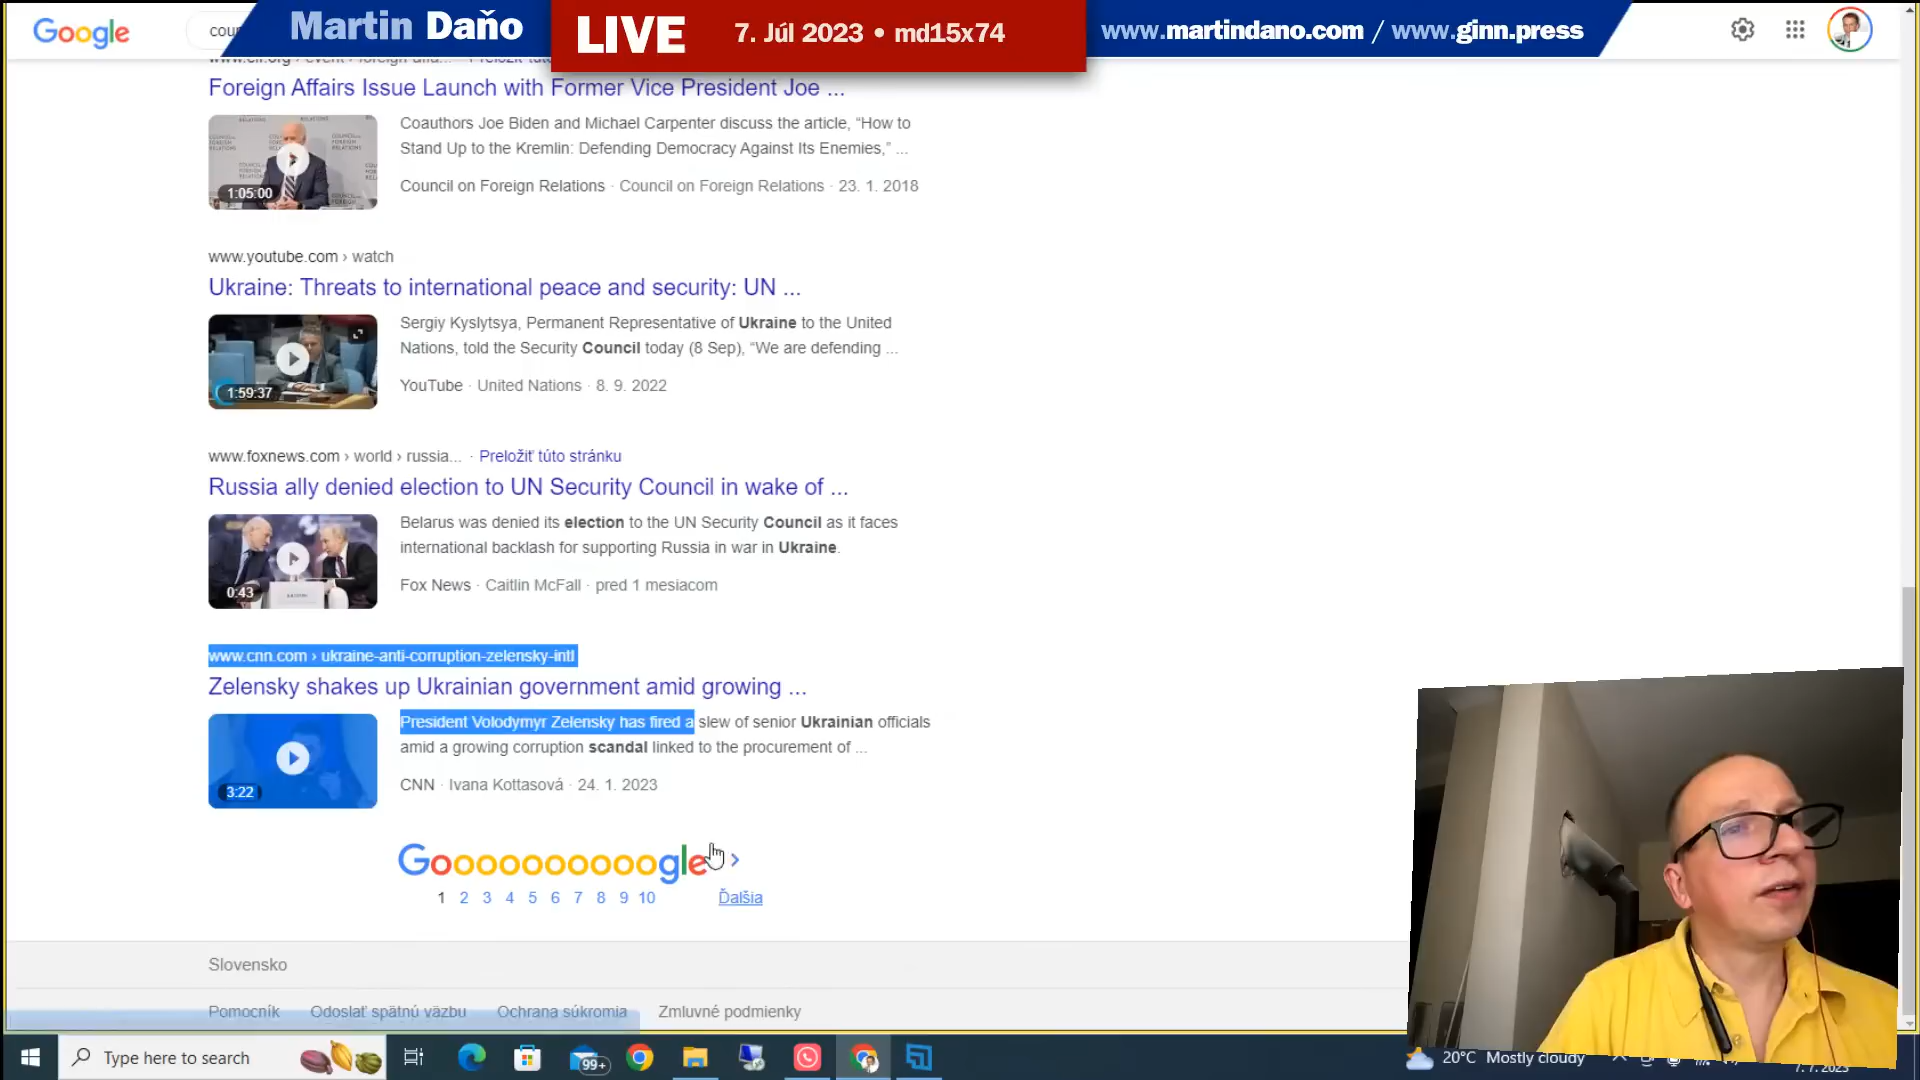 Google
cour
Martin Daňo
LIVE
7. Júl 2023 • md15x74
www.martindano.com / www.ginn.press
Foreign Affairs Issue Launch with Former Vice President Joe ...
Coauthors Joe Biden and Michael Carpenter discuss the article, “How to
Stand Up to the Kremlin: Defending Democracy Against Its Enemies,” ...
1:05:00
Council on Foreign Relations · Council on Foreign Relations · 23. 1. 2018
www.youtube.com › watch
Ukraine: Threats to international peace and security: UN ...
Sergiy Kyslytsya, Permanent Representative of Ukraine to the United
Nations, told the Security Council today (8 Sep), “We are defending ...
1:59:37
YouTube · United Nations · 8. 9. 2022
www.foxnews.com › world › russia... · Preložiť túto stránku
Russia ally denied election to UN Security Council in wake of ...
Belarus was denied its election to the UN Security Council as it faces
international backlash for supporting Russia in war in Ukraine.
0:43
Fox News · Caitlin McFall · pred 1 mesiacom
www.cnn.com › ukraine-anti-corruption-zelensky-intl
Zelensky shakes up Ukrainian government amid growing ...
President Volodymyr Zelensky has fired a slew of senior Ukrainian officials
amid a growing corruption scandal linked to the procurement of ...
3:22
CNN · Ivana Kottasová · 24. 1. 2023
Goooooooooogle >
1 2 3 4 5 6 7 8 9 10 Ďalšia
Slovensko
Pomocník Odoslať spätnú väzbu Ochrana súkromia Zmluvné podmienky
Type here to search
99+
20°C Mostly cloudy
7. 7. 2023